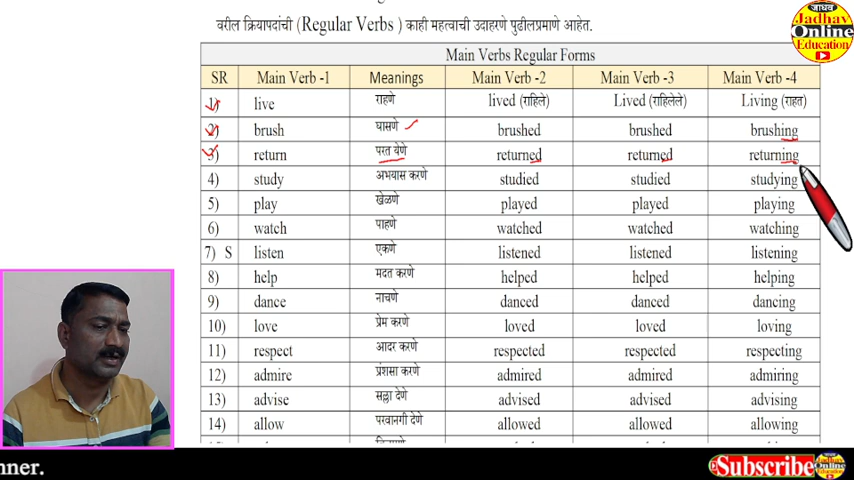 वरील क्रियापदांची (Regular Verbs ) काही महत्वाची उदाहरणे पुढीलप्रमाणे आहेत.
जाधव
Jadhav
Online
Education
Main Verbs Regular Forms
SR Main Verb -1 Meanings Main Verb -2 Main Verb -3 Main Verb -4
1) live राहणे lived (राहिले) Lived (राहिलेले) Living (राहत)
2) brush घासणे brushed brushed brushing
3) return परत येणे returned returned returning
4) study अभयास करणे studied studied studying
5) play खेळणे played played playing
6) watch पाहणे watched watched watching
7) S listen एकणे listened listened listening
8) help मदत करणे helped helped helping
9) dance नाचणे danced danced dancing
10) love प्रेम करणे loved loved loving
11) respect आदर करणे respected respected respecting
12) admire प्रंशसा करणे admired admired admiring
13) advise सल्ला देणे advised advised advising
14) allow परवानगी देणे allowed allowed allowing
nner.
Subscribe
Jadhav
Online
Education